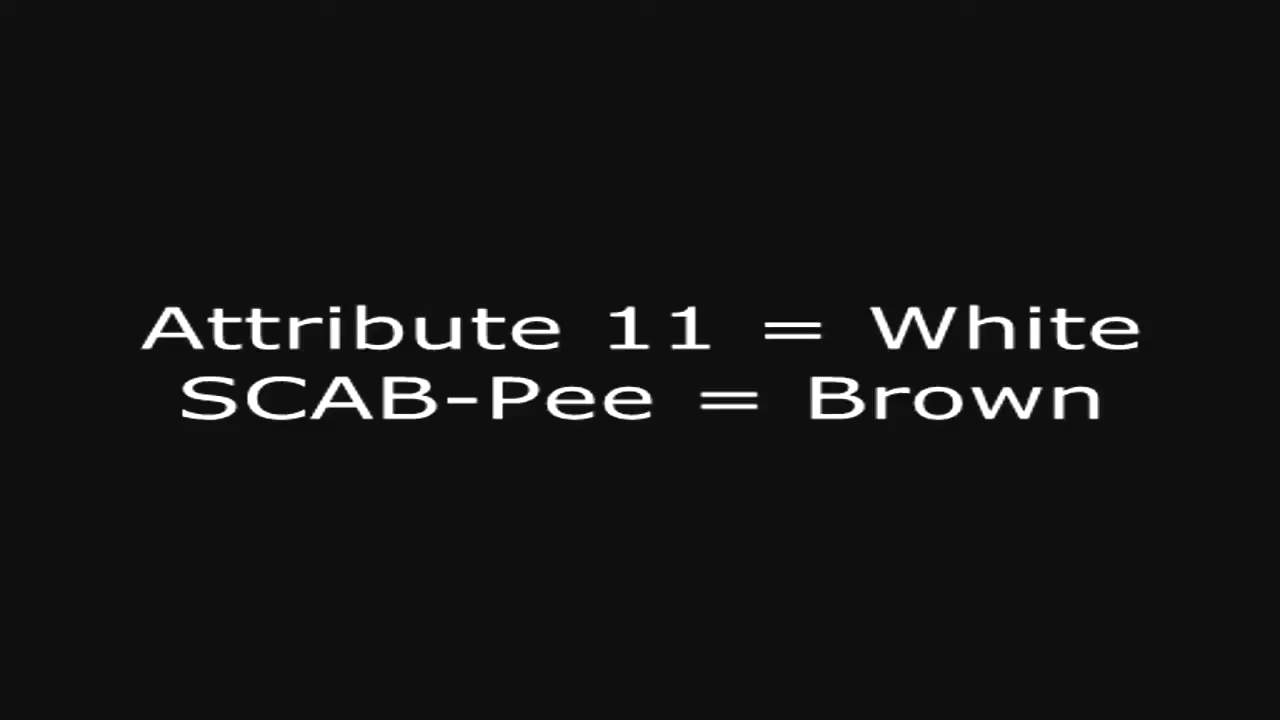 Attribute 11 = White
SCAB-Pee = Brown